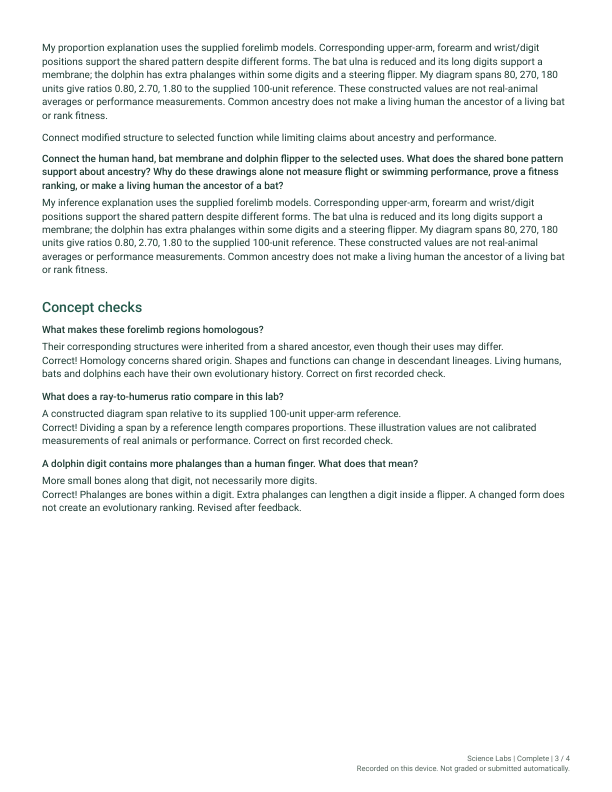 My proportion explanation uses the supplied forelimb models. Corresponding upper-arm, forearm and wrist/digit
positions support the shared pattern despite different forms. The bat ulna is reduced and its long digits support a
membrane; the dolphin has extra phalanges within some digits and a steering flipper. My diagram spans 80, 270, 180
units give ratios 0.80, 2.70, 1.80 to the supplied 100-unit reference. These constructed values are not real-animal
averages or performance measurements. Common ancestry does not make a living human the ancestor of a living bat
or rank fitness.
Connect modified structure to selected function while limiting claims about ancestry and performance.
Connect the human hand, bat membrane and dolphin flipper to the selected uses. What does the shared bone pattern
support about ancestry? Why do these drawings alone not measure flight or swimming performance, prove a fitness
ranking, or make a living human the ancestor of a bat?
My inference explanation uses the supplied forelimb models. Corresponding upper-arm, forearm and wrist/digit
positions support the shared pattern despite different forms. The bat ulna is reduced and its long digits support a
membrane; the dolphin has extra phalanges within some digits and a steering flipper. My diagram spans 80, 270, 180
units give ratios 0.80, 2.70, 1.80 to the supplied 100-unit reference. These constructed values are not real-animal
averages or performance measurements. Common ancestry does not make a living human the ancestor of a living bat
or rank fitness.
Concept checks
What makes these forelimb regions homologous?
Their corresponding structures were inherited from a shared ancestor, even though their uses may differ.
Correct! Homology concerns shared origin. Shapes and functions can change in descendant lineages. Living humans,
bats and dolphins each have their own evolutionary history. Correct on first recorded check.
What does a ray-to-humerus ratio compare in this lab?
A constructed diagram span relative to its supplied 100-unit upper-arm reference.
Correct! Dividing a span by a reference length compares proportions. These illustration values are not calibrated
measurements of real animals or performance. Correct on first recorded check.
A dolphin digit contains more phalanges than a human finger. What does that mean?
More small bones along that digit, not necessarily more digits.
Correct! Phalanges are bones within a digit. Extra phalanges can lengthen a digit inside a flipper. A changed form does
not create an evolutionary ranking. Revised after feedback.
Science Labs | Complete | 3 / 4
Recorded on this device. Not graded or submitted automatically.